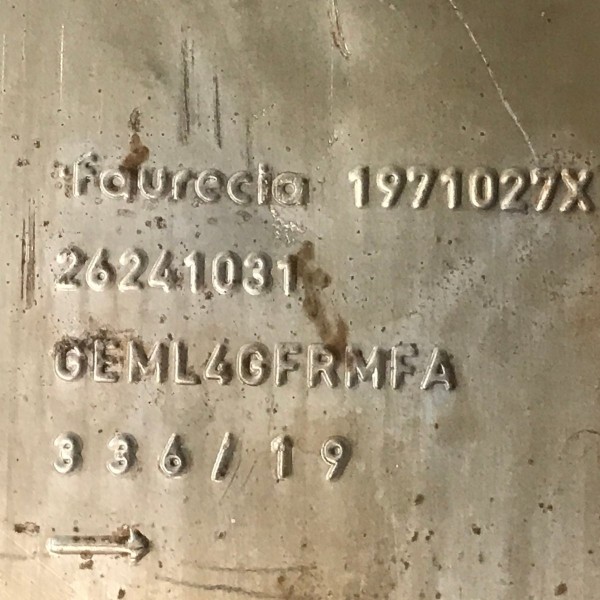 faurecia 1971027X
26241031
GEML4GFRMFA
336/19